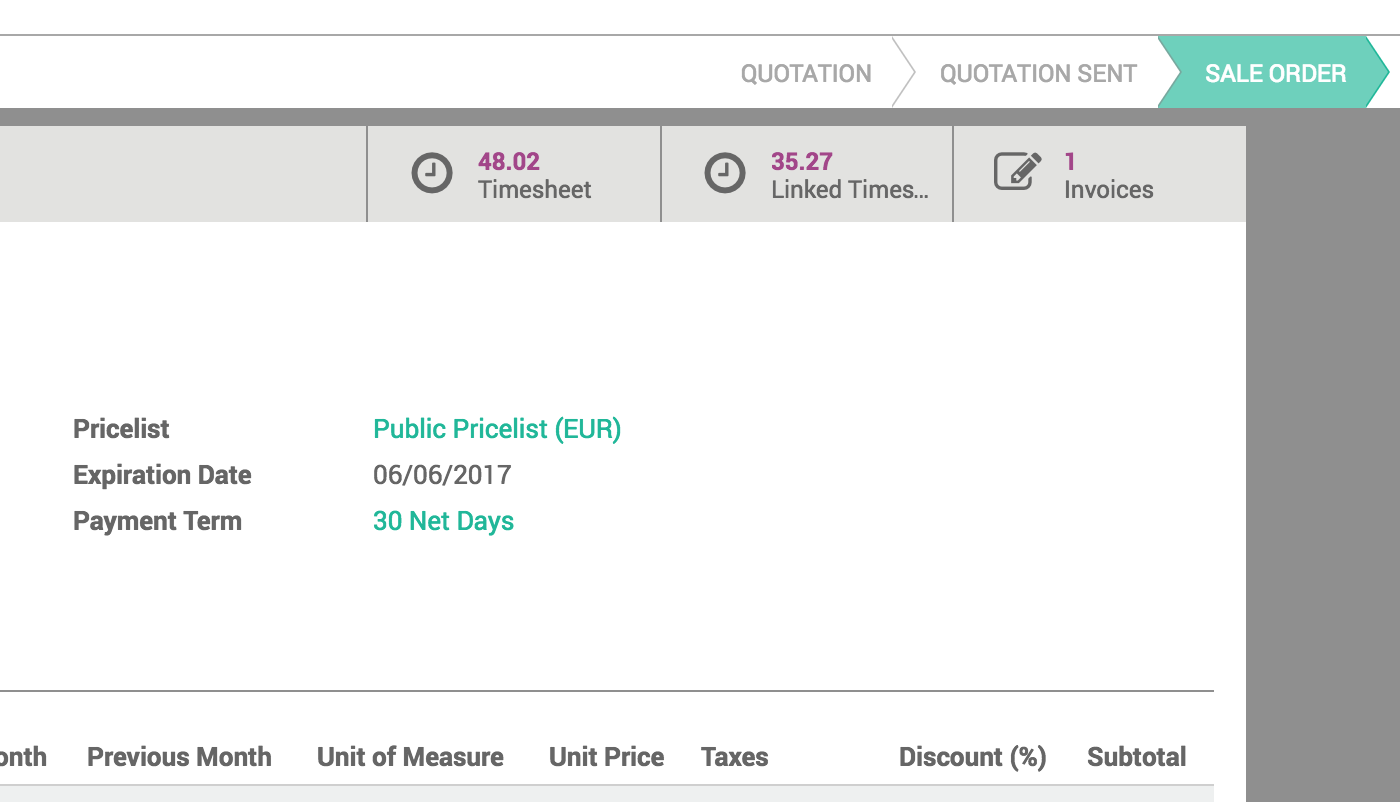 QUOTATION QUOTATION SENT SALE ORDER
48.02 35.27 1
Timesheet Linked Times... Invoices
Pricelist Public Pricelist (EUR)
Expiration Date 06/06/2017
Payment Term 30 Net Days
onth Previous Month Unit of Measure Unit Price Taxes Discount (%) Subtotal